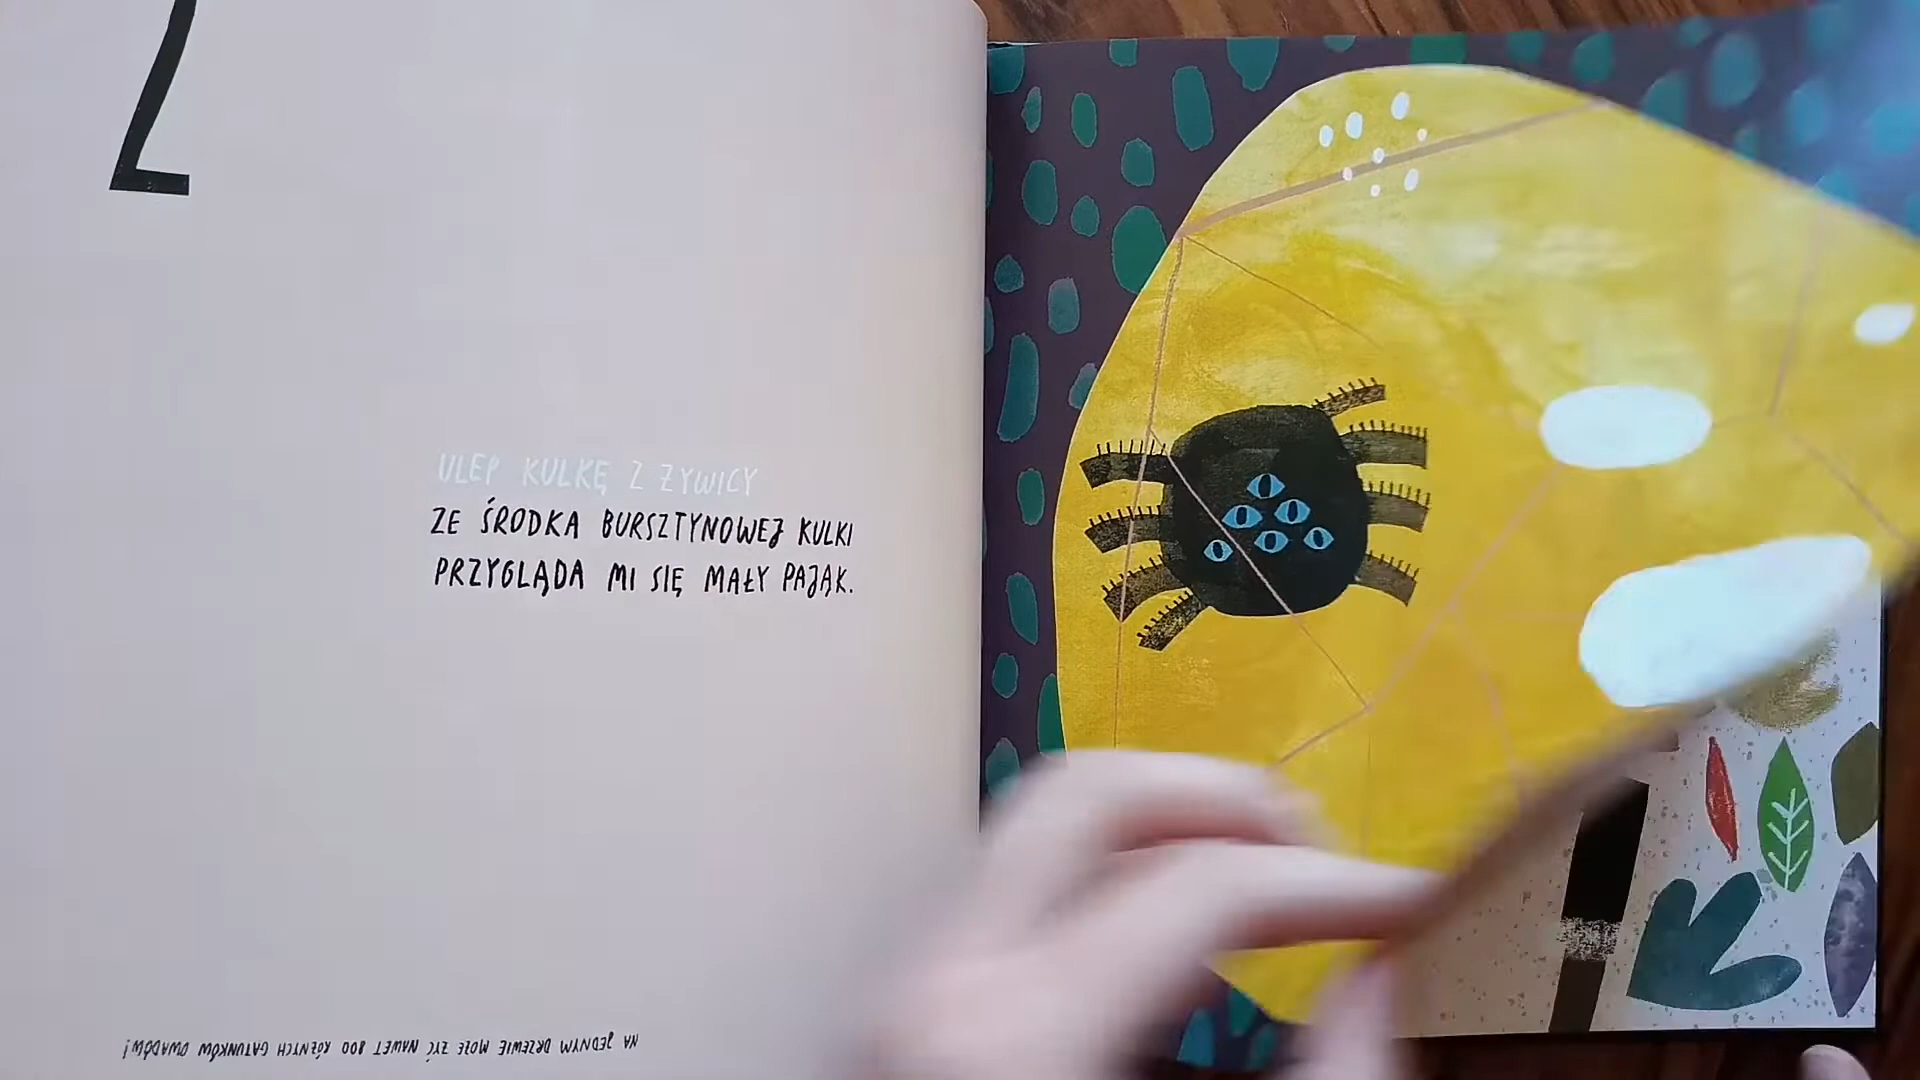 Z
ULEP KULKĘ Z ŻYWICY
ZE ŚRODKA BURSZTYNOWEJ KULKI
PRZYGLĄDA MI SIĘ MAŁY PAJĄK.
NA JEDNYM DRZEWIE MOŻE ŻYĆ NAWET 800 RÓŻNYCH GATUNKÓW OWADÓW!